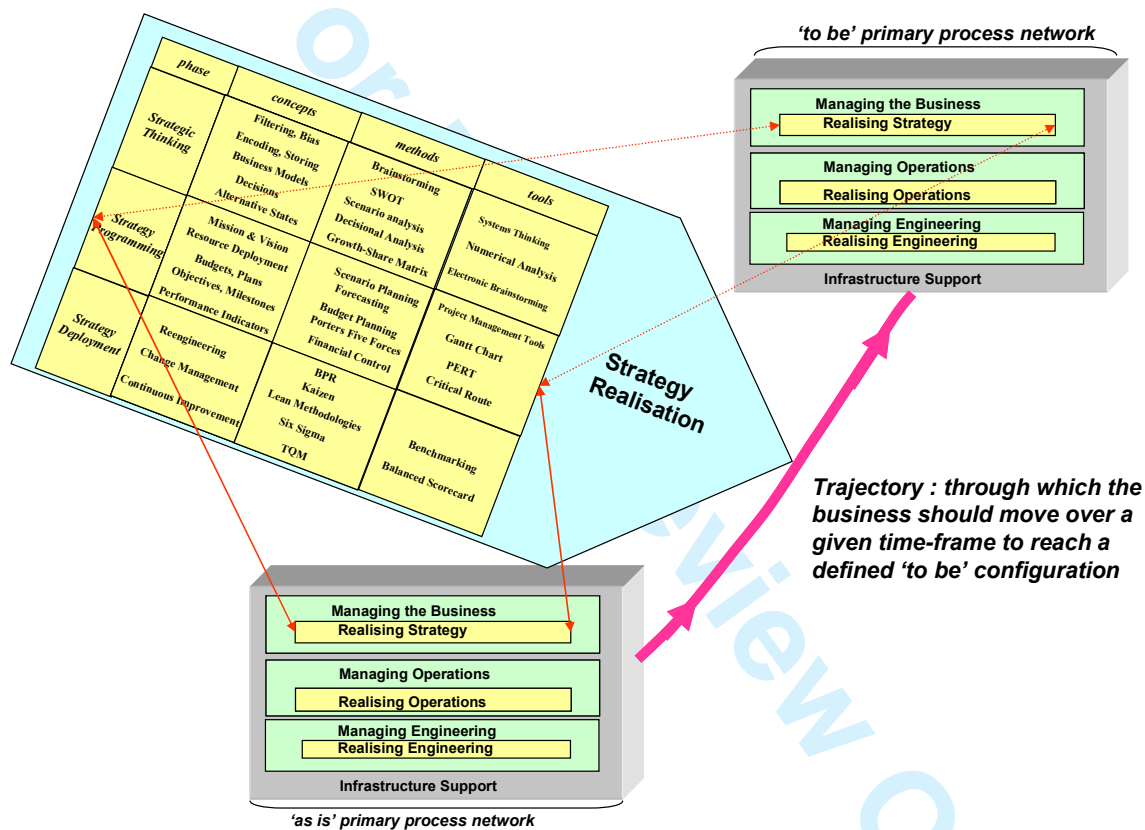 'to be' primary process network
Managing the Business
Realising Strategy
Managing Operations
Realising Operations
Managing Engineering
Realising Engineering
Infrastructure Support
phase
concepts
methods
tools
Strategic
Thinking
Filtering, Bias
Encoding, Storing
Business Models
Decisions
Alternative States
Brainstorming
SWOT
Scenario analysis
Decisional Analysis
Growth-Share Matrix
Systems Thinking
Numerical Analysis
Electronic Brainstorming
Strategy
Programming
Mission & Vision
Resource Deployment
Budgets, Plans
Objectives, Milestones
Performance Indicators
Scenario Planning
Forecasting
Budget Planning
Porters Five Forces
Financial Control
Project Management Tools
Gantt Chart
PERT
Critical Route
Strategy
Deployment
Reengineering
Change Management
Continuous Improvement
BPR
Kaizen
Lean Methodologies
Six Sigma
TQM
Benchmarking
Balanced Scorecard
Strategy
Realisation
Trajectory : through which the
business should move over a
given time-frame to reach a
defined 'to be' configuration
Managing the Business
Realising Strategy
Managing Operations
Realising Operations
Managing Engineering
Realising Engineering
Infrastructure Support
'as is' primary process network